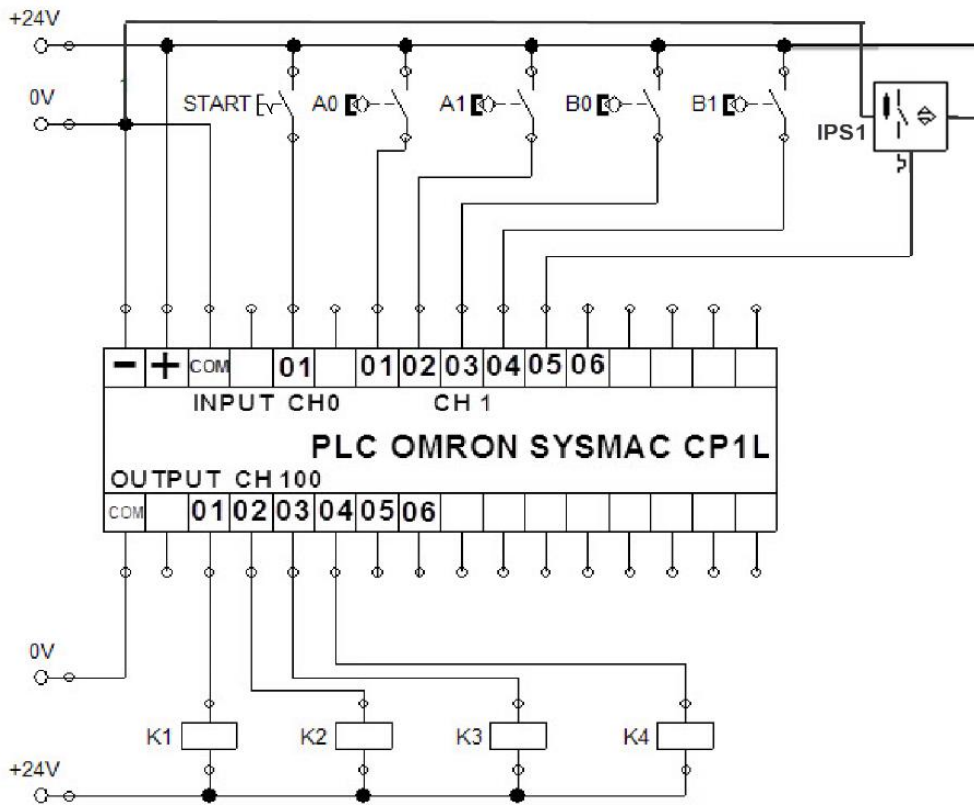 +24V
0V
START A0 A1 B0 B1
IPS1
- + COM 01 01 02 03 04 05 06
INPUT CH0 CH 1
PLC OMRON SYSMAC CP1L
OUTPUT CH 100
COM 01 02 03 04 05 06
0V
K1 K2 K3 K4
+24V